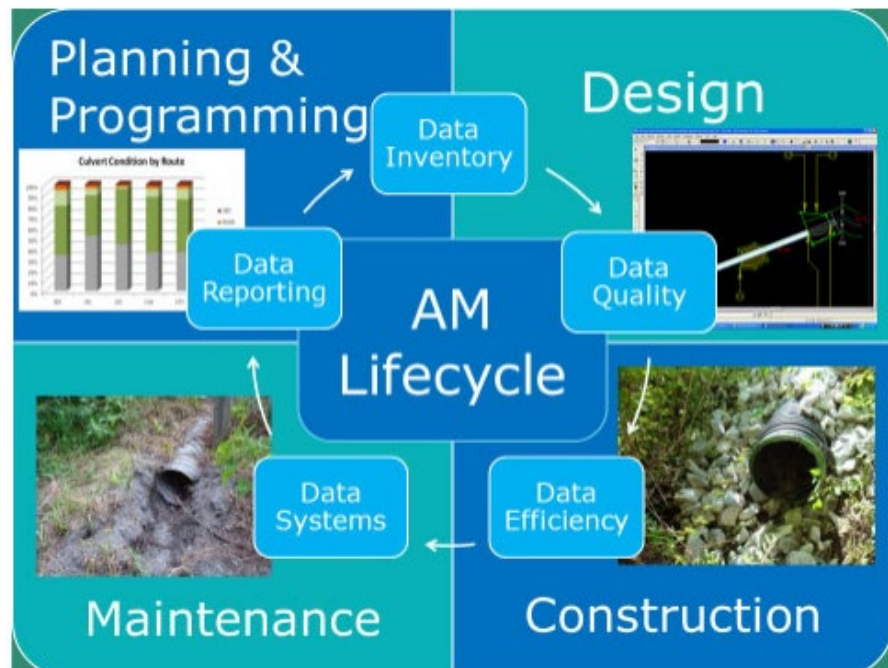 Planning &
Programming
Design
Data
Inventory
Culvert Condition by Route
Data
Reporting
Data
Quality
AM
Lifecycle
Data
Systems
Data
Efficiency
Maintenance
Construction